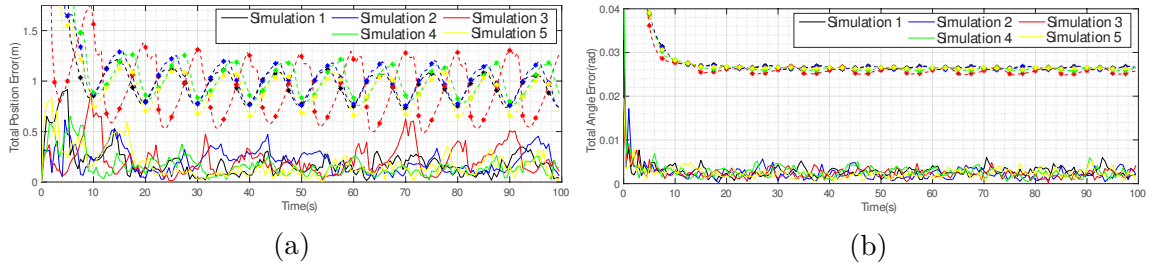 Simulation 1 Simulation 2 Simulation 3
Simulation 4 Simulation 5
Total Position Error(m)
1.5
1
0.5
0
10 20 30 40 50 60 70 80 90 100
Time(s)
(a)
Simulation 1 Simulation 2 Simulation 3
Simulation 4 Simulation 5
Total Angle Error(rad)
0.04
0.03
0.02
0.01
0
0 10 20 30 40 50 60 70 80 90 100
Time(s)
(b)